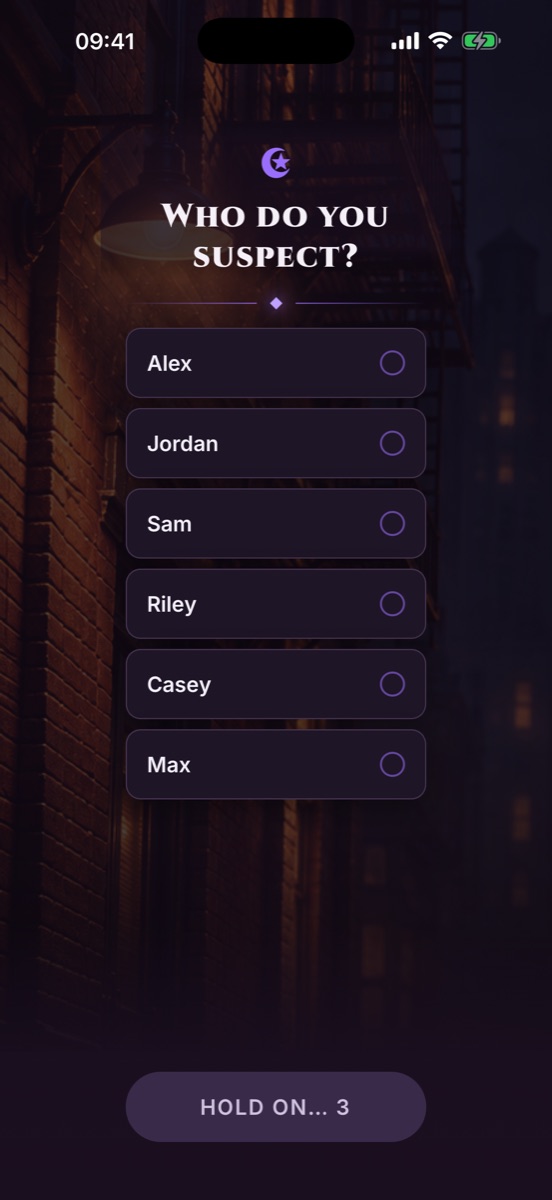 09:41
Who do you
suspect?
Alex
Jordan
Sam
Riley
Casey
Max
HOLD ON... 3